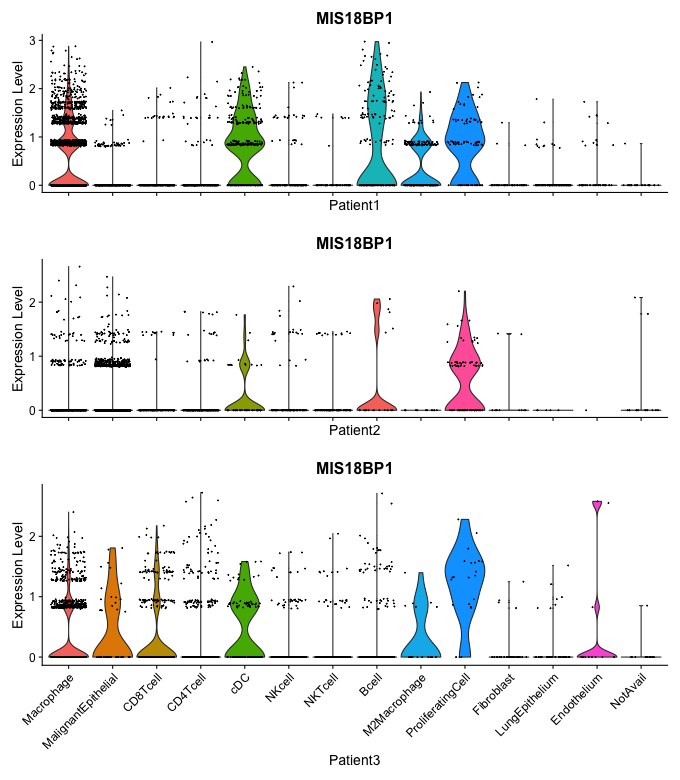 MIS18BP1
Expression Level
3
2
1
0
Patient1
MIS18BP1
Expression Level
2
1
0
Patient2
MIS18BP1
Expression Level
2
1
0
Macrophage
MalignantEpithelial
CD8Tcell
CD4Tcell
cDC
NKcell
NKTcell
Bcell
M2Macrophage
ProliferatingCell
Fibroblast
LungEpithelium
Endothelium
NotAvail
Patient3